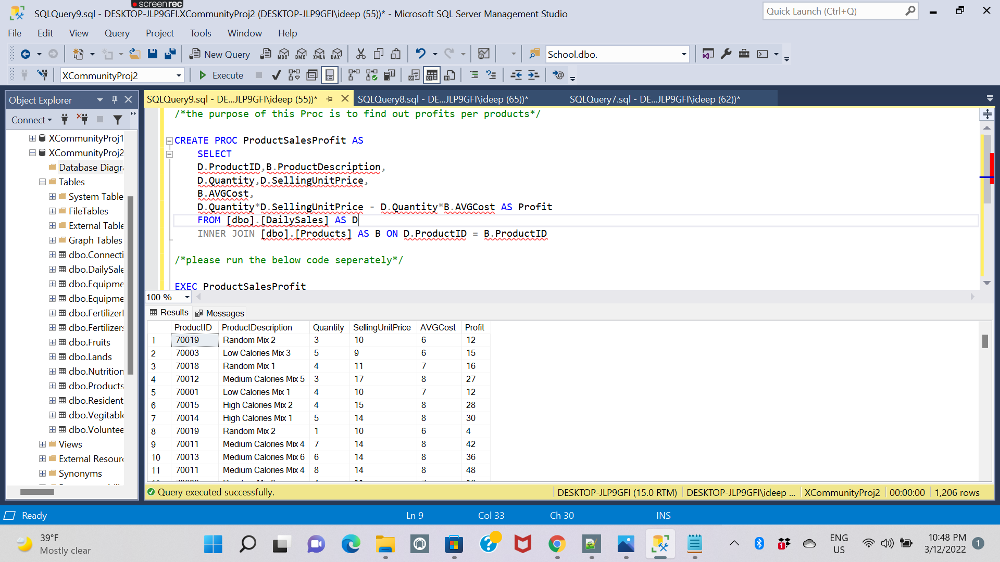 screenrec
SQLQuery9.sql - DESKTOP-JLP9GFI.XCommunityProj2 (DESKTOP-JLP9GFI\ideep (55))* - Microsoft SQL Server Management Studio
Quick Launch (Ctrl+Q)
File Edit View Query Project Tools Window Help
New Query MDX DMX XMLA DAX School.dbo.
XCommunityProj2 Execute
Object Explorer
SQLQuery9.sql - DE...JLP9GFI\ideep (55))* SQLQuery8.sql - DE...JLP9GFI\ideep (65))* SQLQuery7.sql - DE...JLP9GFI\ideep (62))*
Connect
XCommunityProj1
XCommunityProj2
Database Diagra
Tables
System Table
FileTables
External Table
Graph Tables
dbo.Connecti
dbo.DailySale
dbo.Equipme
dbo.Equipme
dbo.Fertilizerl
dbo.Fertilizers
dbo.Fruits
dbo.Lands
dbo.Nutrition
dbo.Products
dbo.Resident
dbo.Vegitable
dbo.Voluntee
Views
External Resour
Synonyms
/*the purpose of this Proc is to find out profits per products*/
CREATE PROC ProductSalesProfit AS
SELECT
D.ProductID,B.ProductDescription,
D.Quantity,D.SellingUnitPrice,
B.AVGCost,
D.Quantity*D.SellingUnitPrice - D.Quantity*B.AVGCost AS Profit
FROM [dbo].[DailySales] AS D
INNER JOIN [dbo].[Products] AS B ON D.ProductID = B.ProductID
/*please run the below code seperately*/
EXEC ProductSalesProfit
100 %
Results Messages
ProductID ProductDescription Quantity SellingUnitPrice AVGCost Profit
1 70019 Random Mix 2 3 10 6 12
2 70003 Low Calories Mix 3 5 9 6 15
3 70018 Random Mix 1 4 11 7 16
4 70012 Medium Calories Mix 5 3 17 8 27
5 70001 Low Calories Mix 1 4 10 7 12
6 70015 High Calories Mix 2 4 15 8 28
7 70014 High Calories Mix 1 5 14 8 30
8 70019 Random Mix 2 1 10 6 4
9 70011 Medium Calories Mix 4 7 14 8 42
10 70013 Medium Calories Mix 6 6 14 8 36
11 70011 Medium Calories Mix 4 8 14 8 48
Query executed successfully. DESKTOP-JLP9GFI (15.0 RTM) DESKTOP-JLP9GFI\ideep ... XCommunityProj2 00:00:00 1,206 rows
Ready Ln 9 Col 33 Ch 30 INS
39°F
Mostly clear
ENG
US
10:48 PM
3/12/2022
1
1